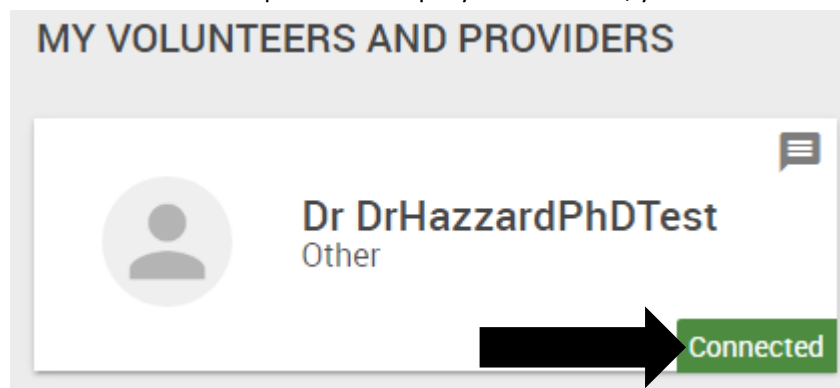 MY VOLUNTEERS AND PROVIDERS
Dr DrHazzardPhDTest
Other
Connected